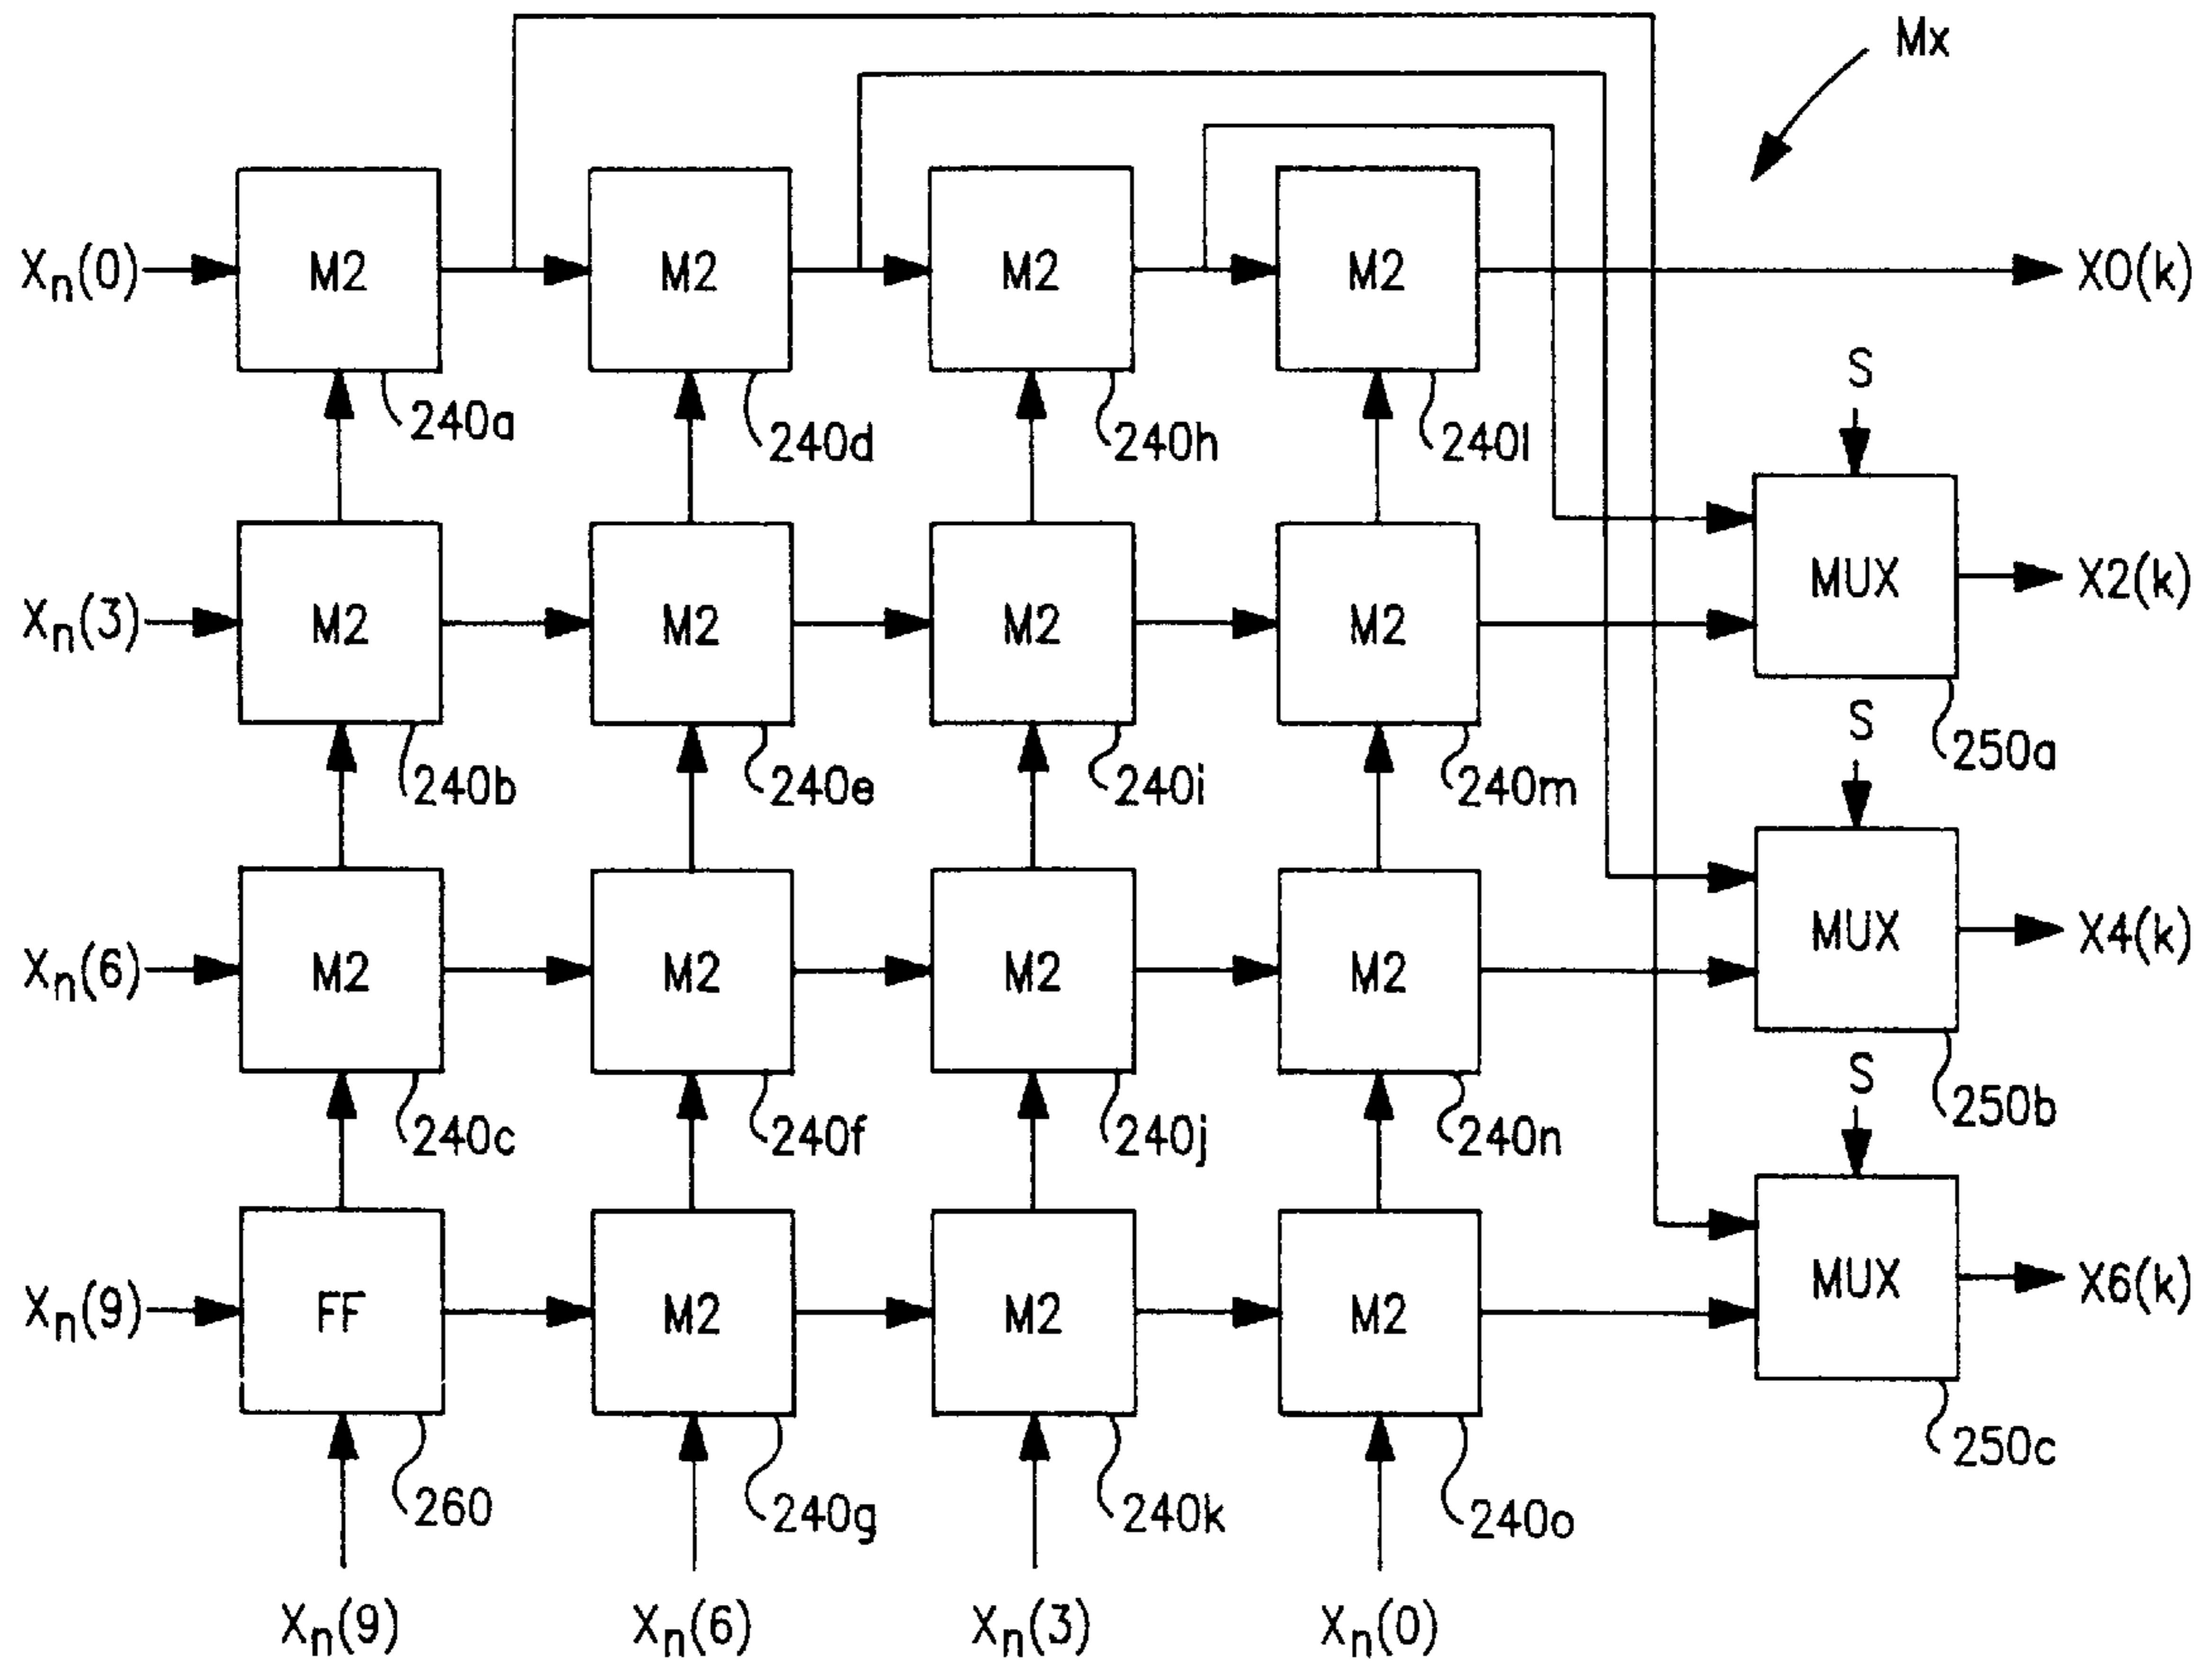 Mx
Xn(0)
M2
M2
M2
M2
X0(k)
240a
240d
240h
240l
S
Xn(3)
M2
M2
M2
M2
MUX
X2(k)
240b
240e
240i
240m
S
250a
Xn(6)
M2
M2
M2
M2
MUX
X4(k)
240c
240f
240j
240n
S
250b
Xn(9)
FF
M2
M2
M2
MUX
X6(k)
260
240g
240k
240o
250c
Xn(9)
Xn(6)
Xn(3)
Xn(0)